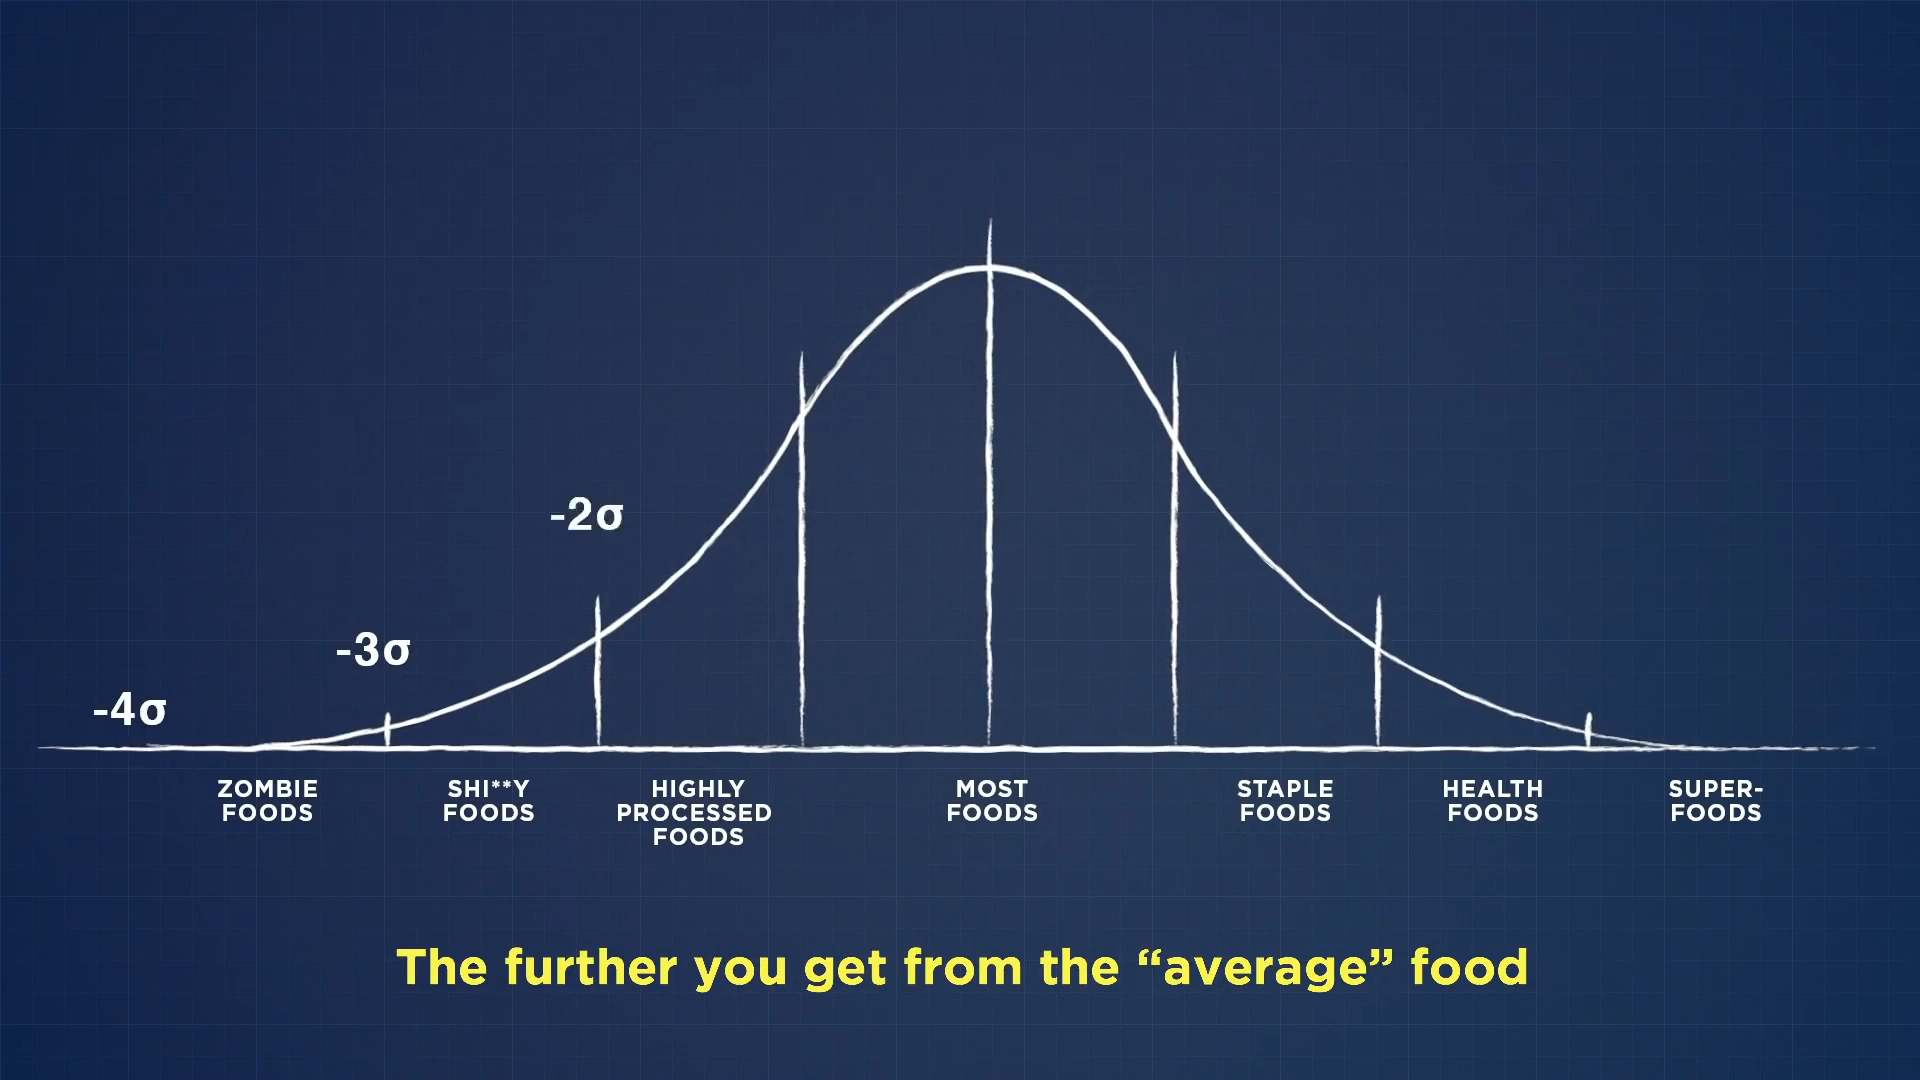 -2σ
-3σ
-4σ
ZOMBIE
FOODS
SHI**Y
FOODS
HIGHLY
PROCESSED
FOODS
MOST
FOODS
STAPLE
FOODS
HEALTH
FOODS
SUPER-
FOODS
The further you get from the “average” food